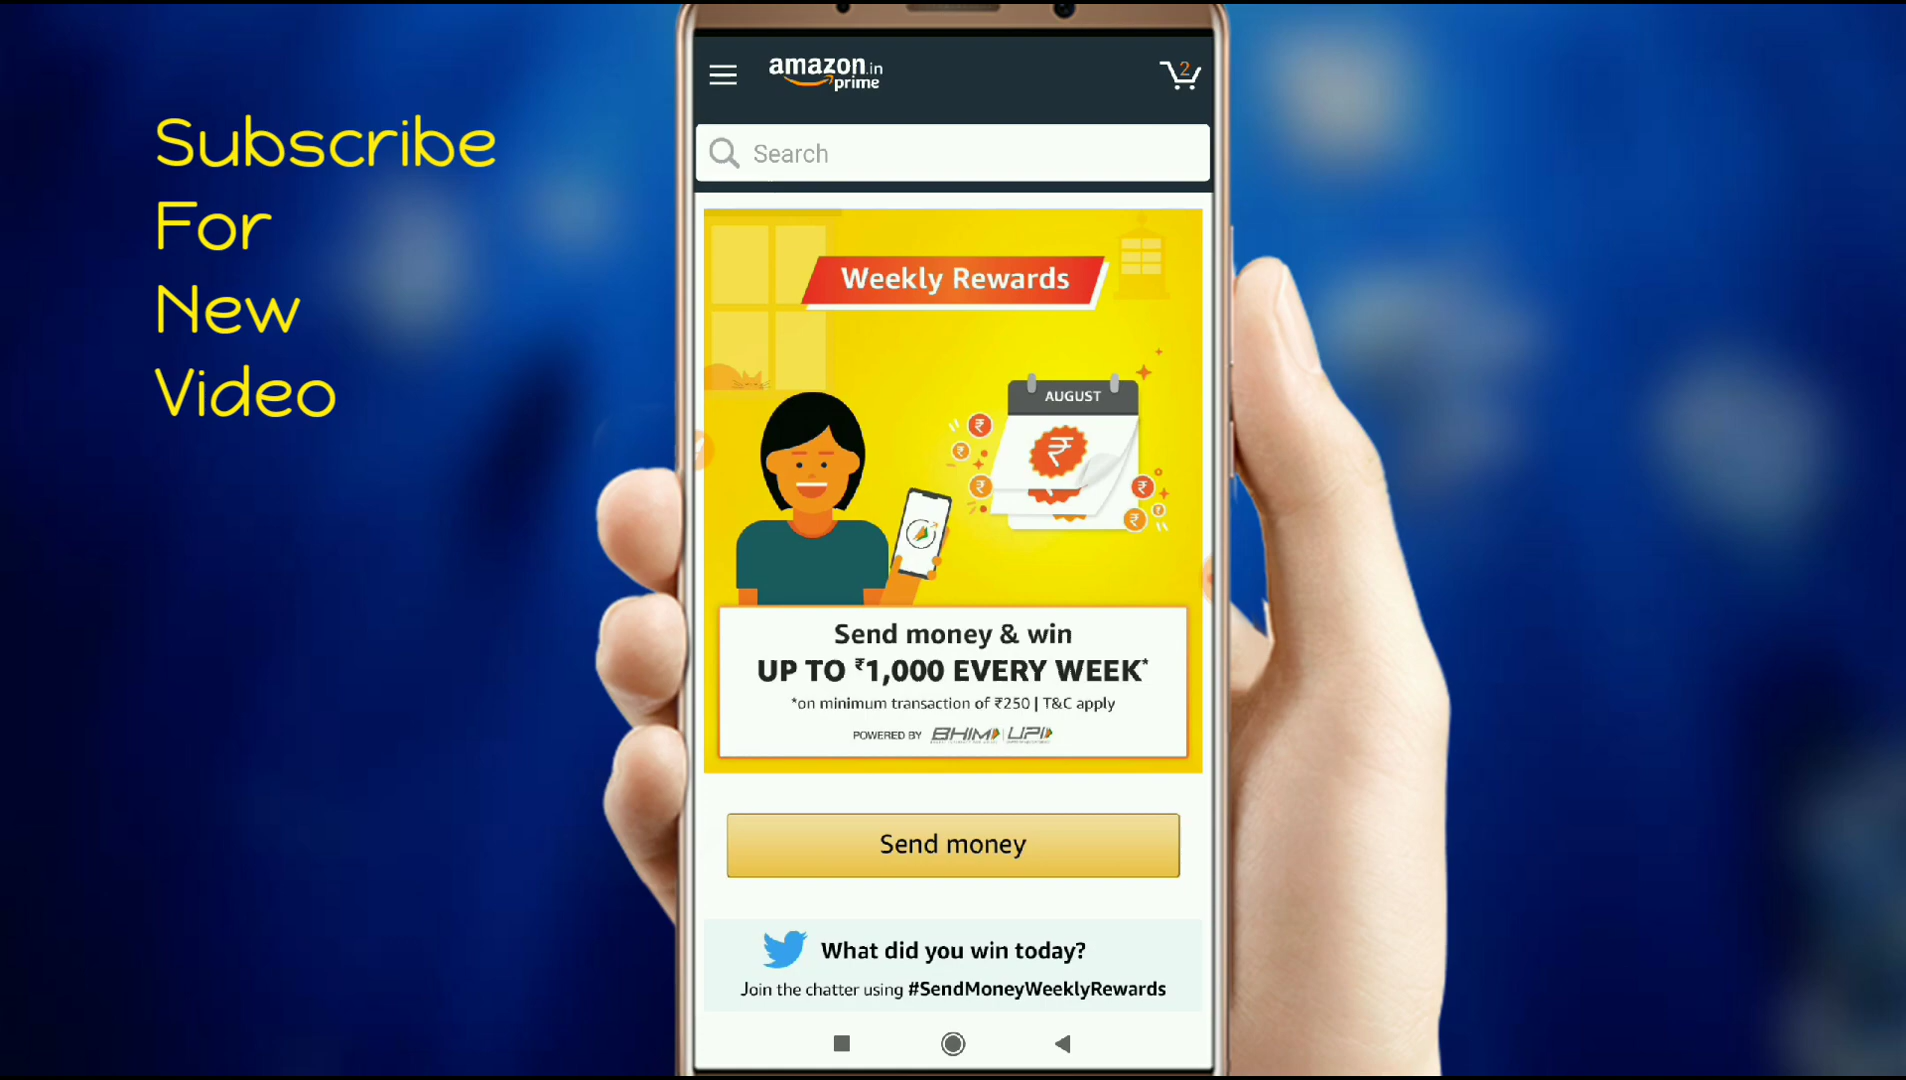 Subscribe
For
New
Video
amazon.in
prime
2
Search
Weekly Rewards
AUGUST
Send money & win
UP TO ₹1,000 EVERY WEEK*
*on minimum transaction of ₹250 | T&C apply
POWERED BY BHIM UPI
Send money
What did you win today?
Join the chatter using #SendMoneyWeeklyRewards